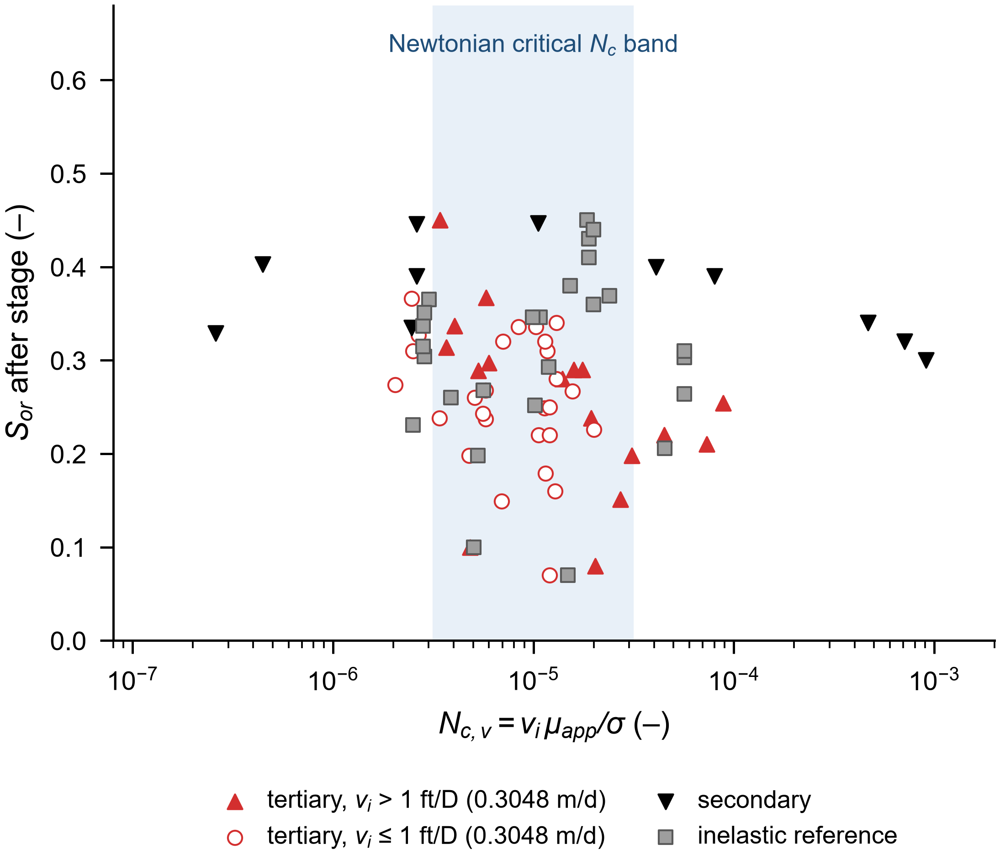 Newtonian critical N_c band
0.6
0.5
0.4
0.3
0.2
0.1
0.0
S_or after stage (−)
10⁻⁷ 10⁻⁶ 10⁻⁵ 10⁻⁴ 10⁻³
N_c, v = v_i μ_app/σ (−)
tertiary, v_i > 1 ft/D (0.3048 m/d) secondary
tertiary, v_i ≤ 1 ft/D (0.3048 m/d) inelastic reference